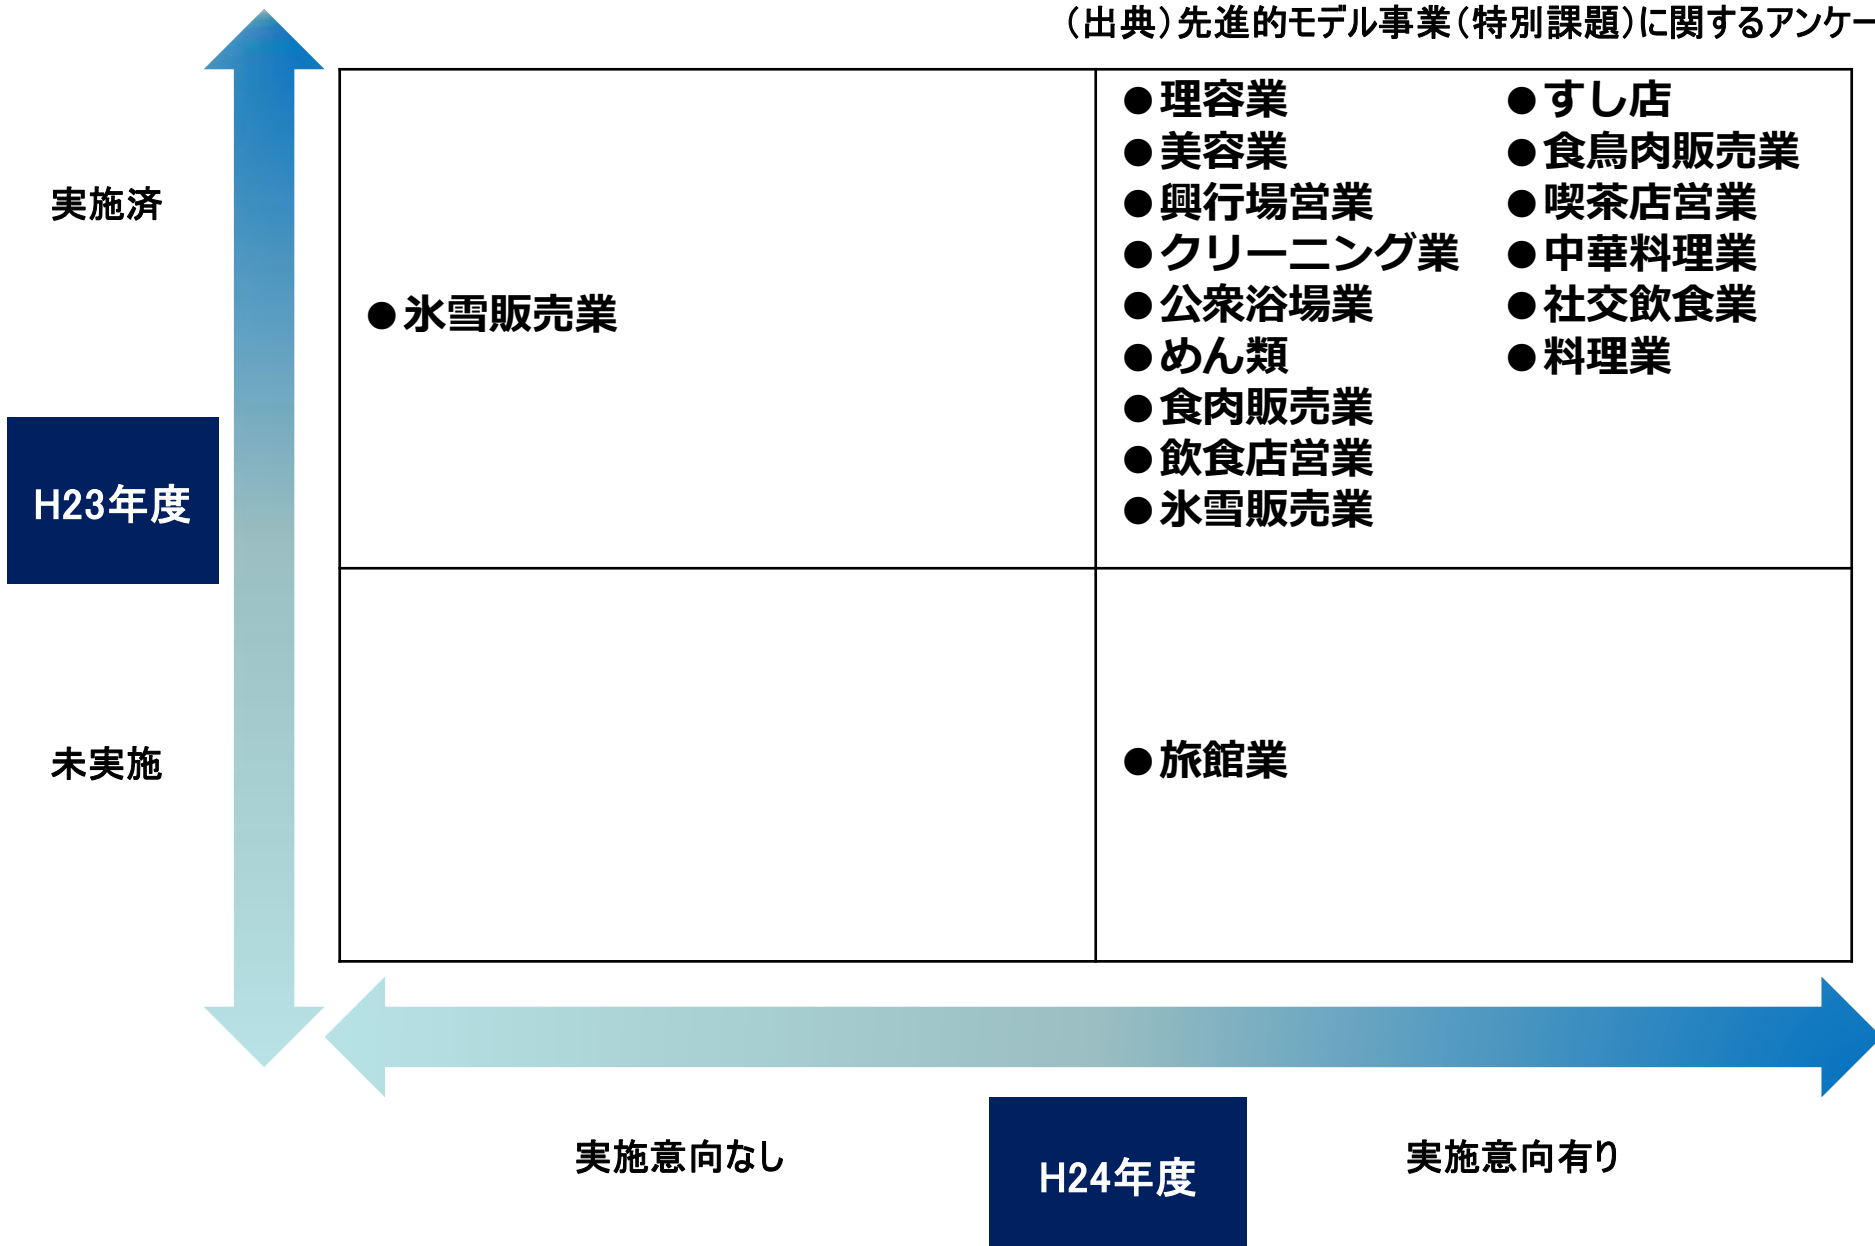 （出典）先進的モデル事業（特別課題）に関するアンケー
実施済
H23年度
未実施
●氷雪販売業
●理容業
●美容業
●興行場営業
●クリーニング業
●公衆浴場業
●めん類
●食肉販売業
●飲食店営業
●氷雪販売業
●すし店
●食鳥肉販売業
●喫茶店営業
●中華料理業
●社交飲食業
●料理業
●旅館業
実施意向なし
H24年度
実施意向有り